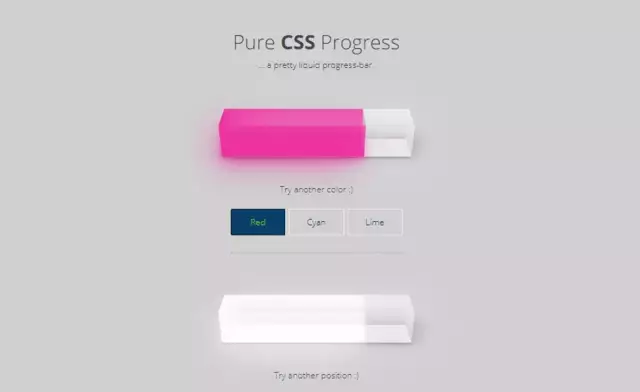 Pure CSS Progress
... a pretty liquid progress-bar
Try another color :)
Red Cyan Lime
Try another position :)